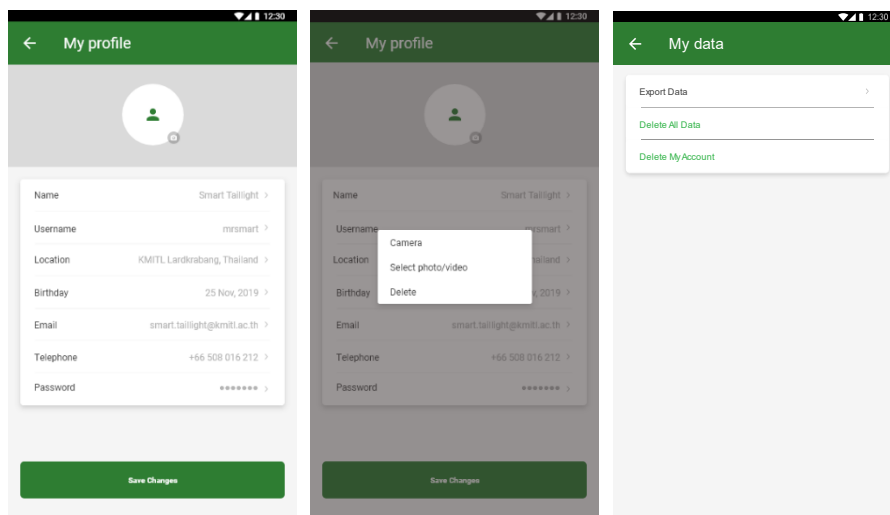 12:30
My profile
Name Smart Taillight
Username mrsmart
Location KMITL Lardkrabang, Thailand
Birthday 25 Nov, 2019
Email smart.taillight@kmitl.ac.th
Telephone +66 508 016 212
Password
Save Changes
12:30
My profile
Name Smart Taillight
Username mrsmart
Camera
Location Thailand
Select photo/video
Birthday v, 2019
Delete
Email smart.taillight@kmitl.ac.th
Telephone +66 508 016 212
Password
Save Changes
12:30
My data
Export Data
Delete All Data
Delete My Account